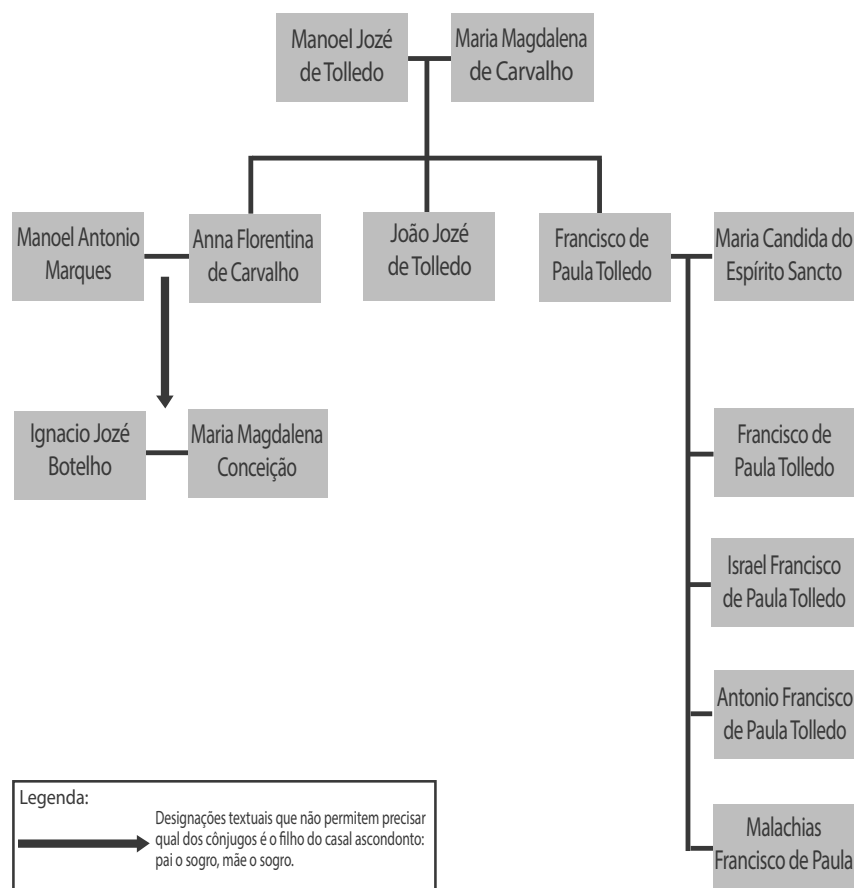 Manoel Jozé
de Tolledo
Maria Magdalena
de Carvalho
Manoel Antonio
Marques
Anna Florentina
de Carvalho
João Jozé
de Tolledo
Francisco de
Paula Tolledo
Maria Candida do
Espírito Sancto
Ignacio Jozé
Botelho
Maria Magdalena
Conceição
Francisco de
Paula Tolledo
Israel Francisco
de Paula Tolledo
Antonio Francisco
de Paula Tolledo
Malachias
Francisco de Paula
Legenda:
Designações textuais que não permitem precisar
qual dos cônjugos é o filho do casal ascondonto:
pai o sogro, mãe o sogro.